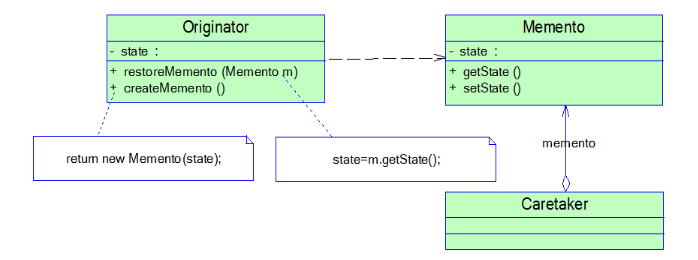 Originator
- state :
+ restoreMemento (Memento m)
+ createMemento ()
Memento
- state :
+ getState ()
+ setState ()
return new Memento(state);
state=m.getState();
memento
Caretaker